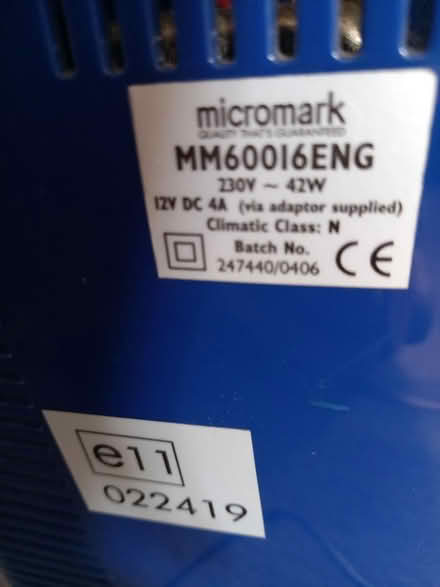 micromark
QUALITY THAT'S GUARANTEED
MM60016ENG
230V ~ 42W
12V DC 4A (via adaptor supplied)
Climatic Class: N
Batch No.
247440/0406
CE
e11
022419